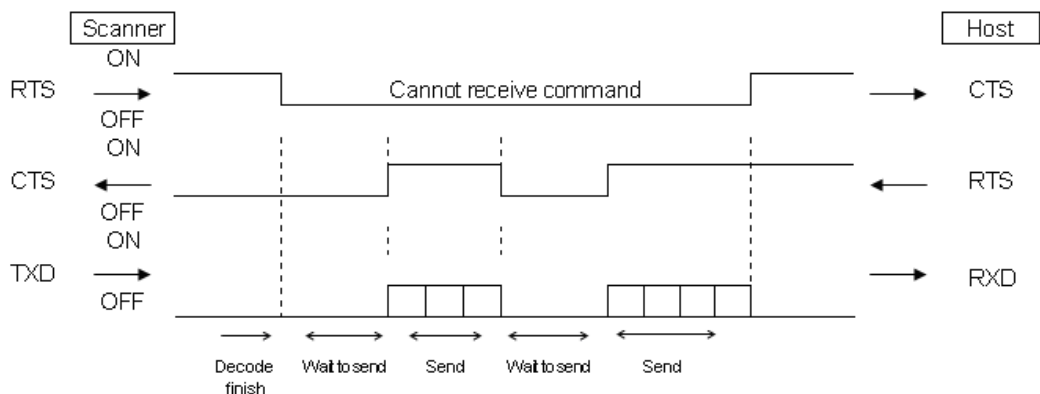 Scanner
Host
ON
RTS
Cannot receive command
CTS
OFF
ON
CTS
RTS
OFF
ON
TXD
RXD
OFF
Decode
finish
Wait to send
Send
Wait to send
Send